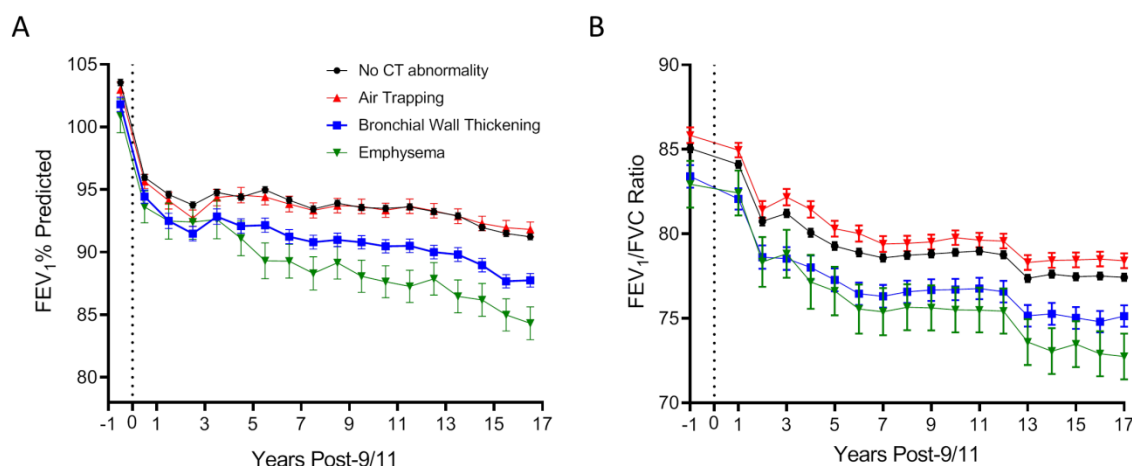 A
105
100
95
90
85
80
FEV1% Predicted
No CT abnormality
Air Trapping
Bronchial Wall Thickening
Emphysema
-1 0 1 3 5 7 9 11 13 15 17
Years Post-9/11
B
90
85
80
75
70
FEV1/FVC Ratio
-1 0 1 3 5 7 9 11 13 15 17
Years Post-9/11